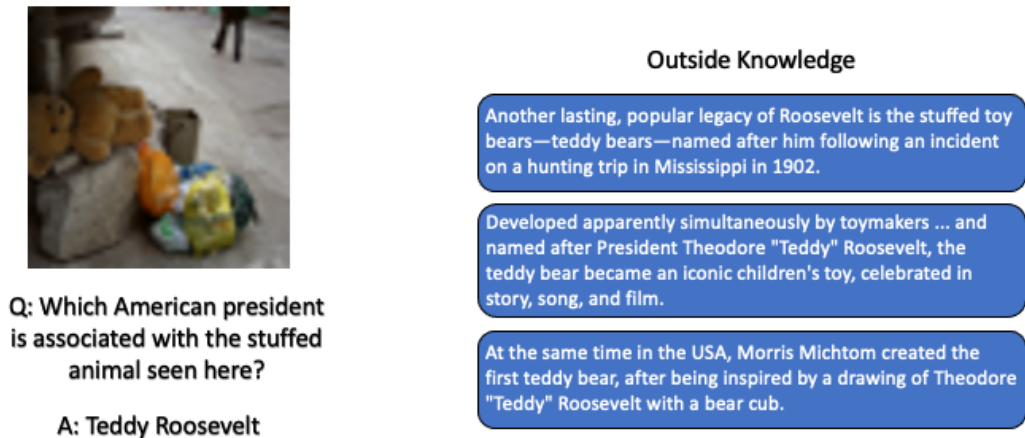 Q: Which American president
is associated with the stuffed
animal seen here?
A: Teddy Roosevelt
Outside Knowledge
Another lasting, popular legacy of Roosevelt is the stuffed toy
bears—teddy bears—named after him following an incident
on a hunting trip in Mississippi in 1902.
Developed apparently simultaneously by toymakers ... and
named after President Theodore "Teddy" Roosevelt, the
teddy bear became an iconic children's toy, celebrated in
story, song, and film.
At the same time in the USA, Morris Michtom created the
first teddy bear, after being inspired by a drawing of Theodore
"Teddy" Roosevelt with a bear cub.